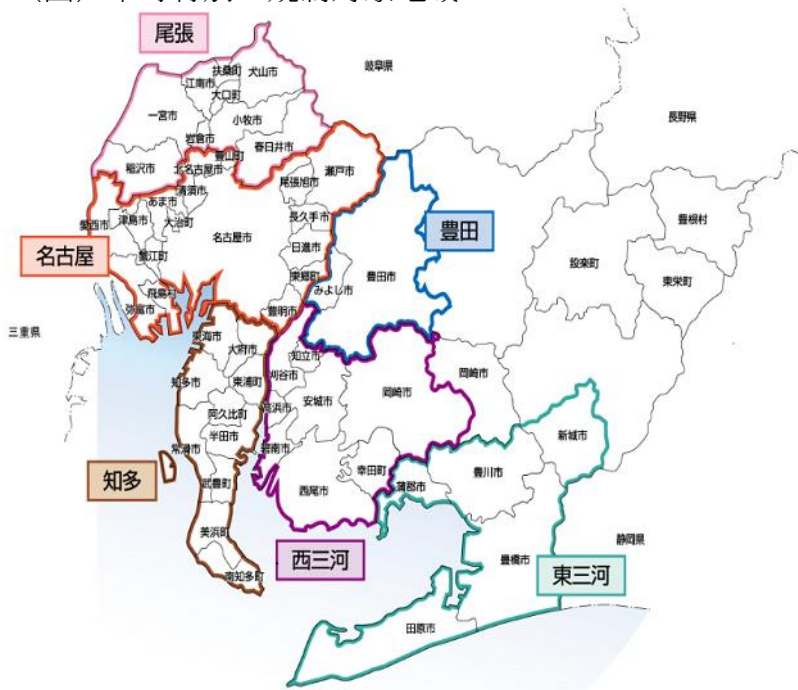 尾張
岐阜県
長野県
扶桑町
犬山市
江南市
大口町
一宮市
小牧市
岩倉市
豊山町
春日井市
稲沢市
北名古屋市
瀬戸市
尾張旭市
清須市
あま市
愛西市
津島市
大治町
長久手市
名古屋市
豊根村
豊田
設楽町
日進市
名古屋
蟹江町
東郷町
豊田市
みよし市
東栄町
飛島村
弥富市
豊明市
三重県
東海市
大府市
知立市
岡崎市
知多市
東浦町
刈谷市
岡崎市
高浜市
安城市
阿久比町
半田市
新城市
常滑市
碧南市
幸田町
豊川市
知多
武豊町
西尾市
蒲郡市
美浜町
静岡県
西三河
豊橋市
東三河
南知多町
田原市